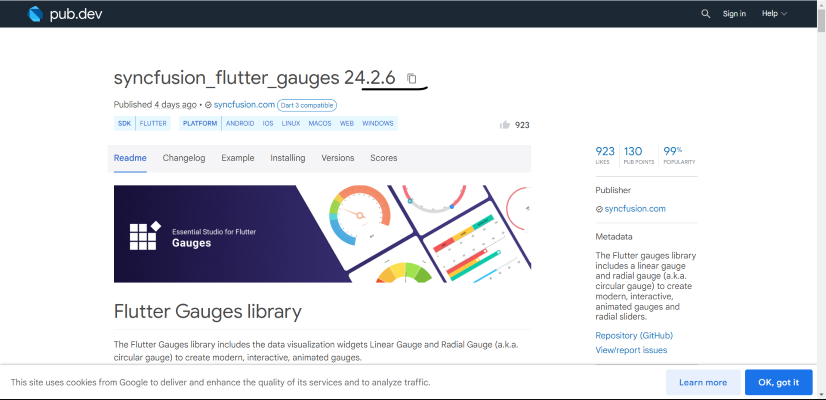 pub.dev
Sign in
Help
syncfusion_flutter_gauges 24.2.6
Published 4 days ago • syncfusion.com Dart 3 compatible
SDK FLUTTER PLATFORM ANDROID IOS LINUX MACOS WEB WINDOWS
923
Readme Changelog Example Installing Versions Scores
Essential Studio for Flutter
Gauges
Flutter Gauges library
The Flutter Gauges library includes the data visualization widgets Linear Gauge and Radial Gauge (a.k.a.
circular gauge) to create modern, interactive, animated gauges.
923 130 99%
LIKES PUB POINTS POPULARITY
Publisher
syncfusion.com
Metadata
The Flutter gauges library
includes a linear gauge
and radial gauge (a.k.a.
circular gauge) to create
modern, interactive,
animated gauges and
radial sliders.
Repository (GitHub)
View/report issues
This site uses cookies from Google to deliver and enhance the quality of its services and to analyze traffic.
Learn more
OK, got it